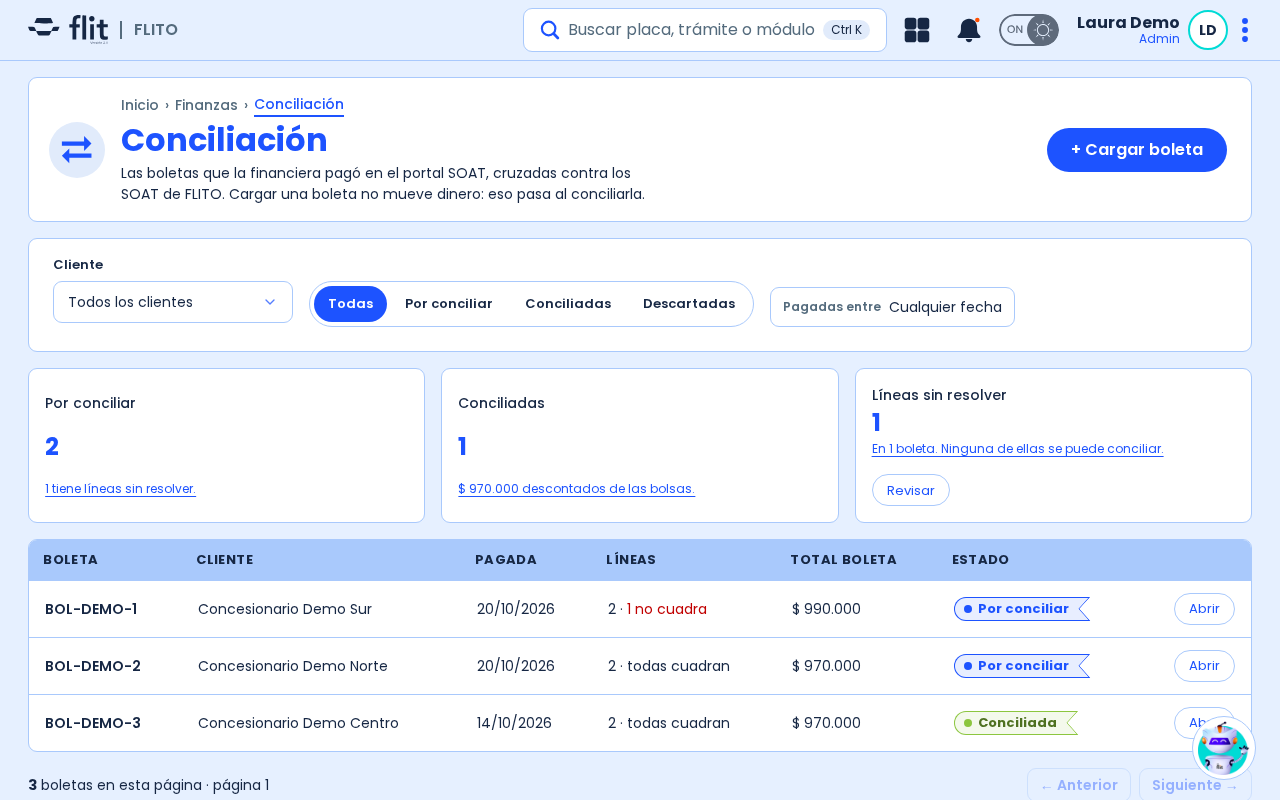 flit | FLITO
Buscar placa, trámite o módulo Ctrl K
ON
Laura Demo
Admin
LD
Inicio › Finanzas › Conciliación
Conciliación
Las boletas que la financiera pagó en el portal SOAT, cruzadas contra los
SOAT de FLITO. Cargar una boleta no mueve dinero: eso pasa al conciliarla.
+ Cargar boleta
Cliente
Todos los clientes
Todas Por conciliar Conciliadas Descartadas
Pagadas entre Cualquier fecha
Por conciliar
2
1 tiene líneas sin resolver.
Conciliadas
1
$ 970.000 descontados de las bolsas.
Líneas sin resolver
1
En 1 boleta. Ninguna de ellas se puede conciliar.
Revisar
BOLETA CLIENTE PAGADA LÍNEAS TOTAL BOLETA ESTADO
BOL-DEMO-1 Concesionario Demo Sur 20/10/2026 2 · 1 no cuadra $ 990.000 Por conciliar Abrir
BOL-DEMO-2 Concesionario Demo Norte 20/10/2026 2 · todas cuadran $ 970.000 Por conciliar Abrir
BOL-DEMO-3 Concesionario Demo Centro 14/10/2026 2 · todas cuadran $ 970.000 Conciliada
3 boletas en esta página · página 1
← Anterior Siguiente →